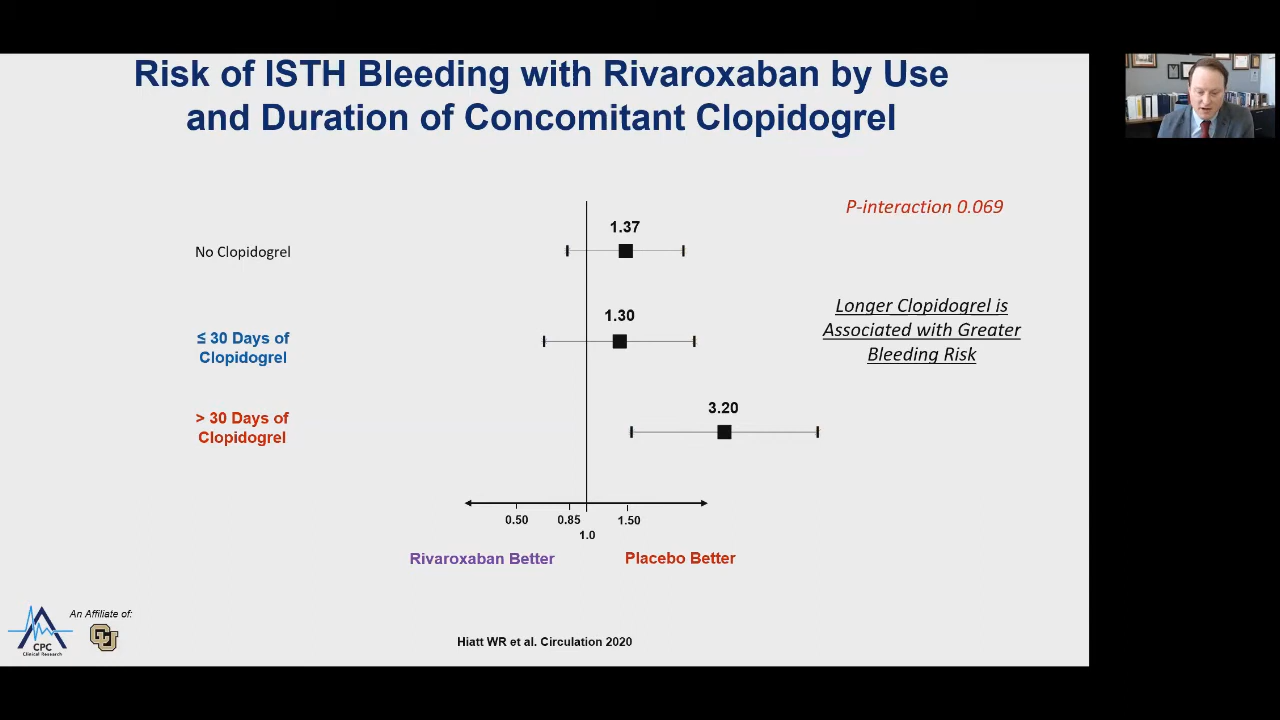 Risk of ISTH Bleeding with Rivaroxaban by Use
and Duration of Concomitant Clopidogrel
P-interaction 0.069
1.37
No Clopidogrel
Longer Clopidogrel is
Associated with Greater
Bleeding Risk
1.30
≤ 30 Days of
Clopidogrel
3.20
> 30 Days of
Clopidogrel
0.50
0.85
1.0
1.50
Rivaroxaban Better
Placebo Better
An Affiliate of:
CPC
Clinical Research
CU
Hiatt WR et al. Circulation 2020